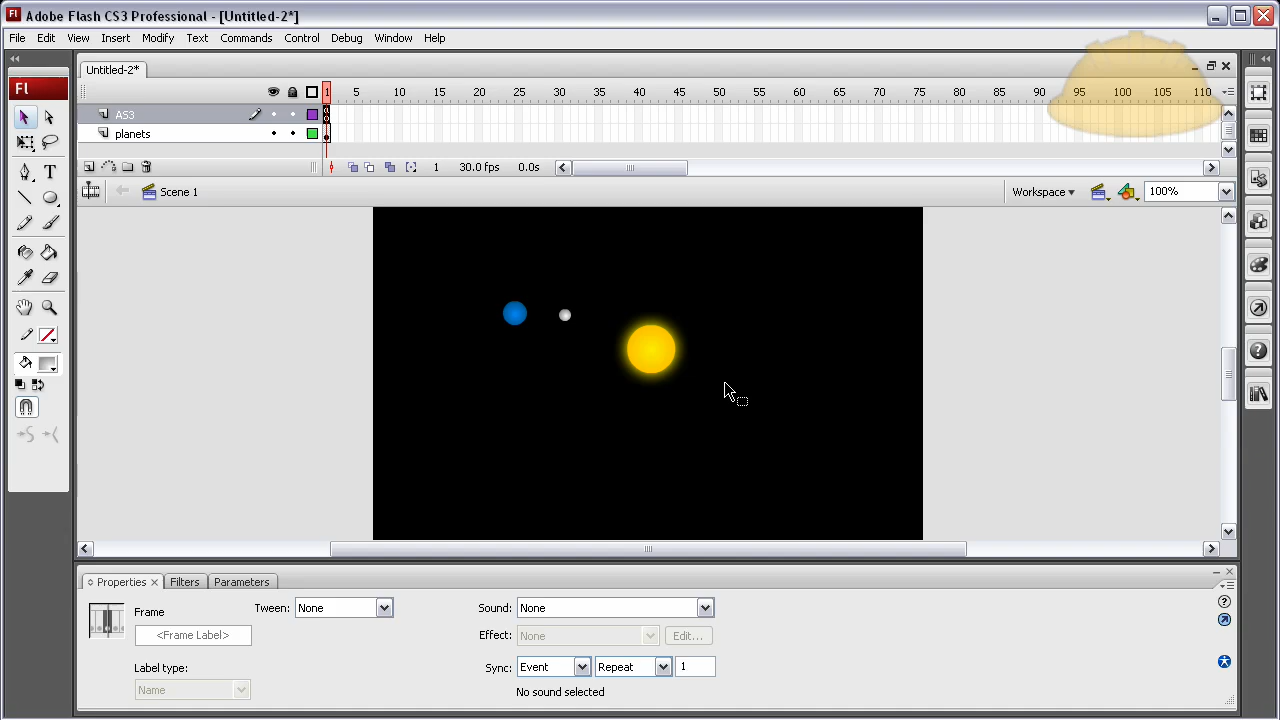 Adobe Flash CS3 Professional - [Untitled-2*]
File Edit View Insert Modify Text Commands Control Debug Window Help
Untitled-2*
Fl
1 5 10 15 20 25 30 35 40 45 50 55 60 65 70 75 80 85 90 95 100 105 110
AS3
planets
1 30.0 fps 0.0s
Scene 1
Workspace
100%
Properties Filters Parameters
Frame
Tween: None
Sound: None
<Frame Label>
Effect: None
Edit...
Label type:
Sync: Event Repeat 1
Name
No sound selected